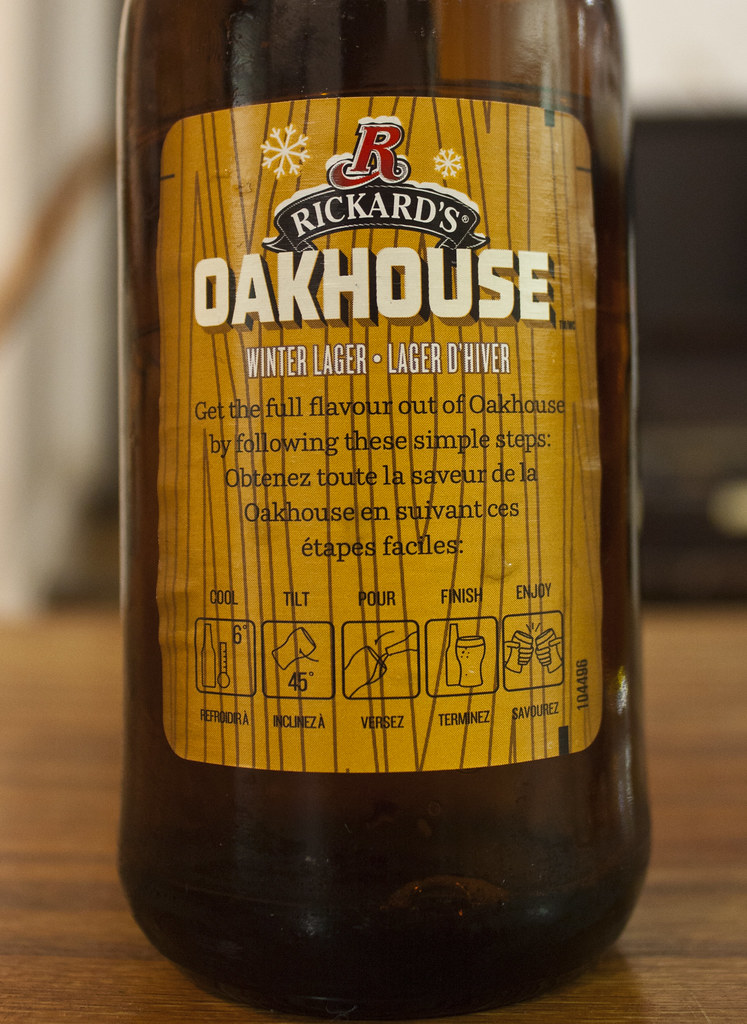 R
RICKARD'S®
OAKHOUSE
WINTER LAGER • LAGER D'HIVER
Get the full flavour out of Oakhouse
by following these simple steps:
Obtenez toute la saveur de la
Oakhouse en suivant ces
étapes faciles:
COOL TILT POUR FINISH ENJOY
6°
45°
REFROIDIR À INCLINEZ À VERSEZ TERMINEZ SAVOUREZ
104496